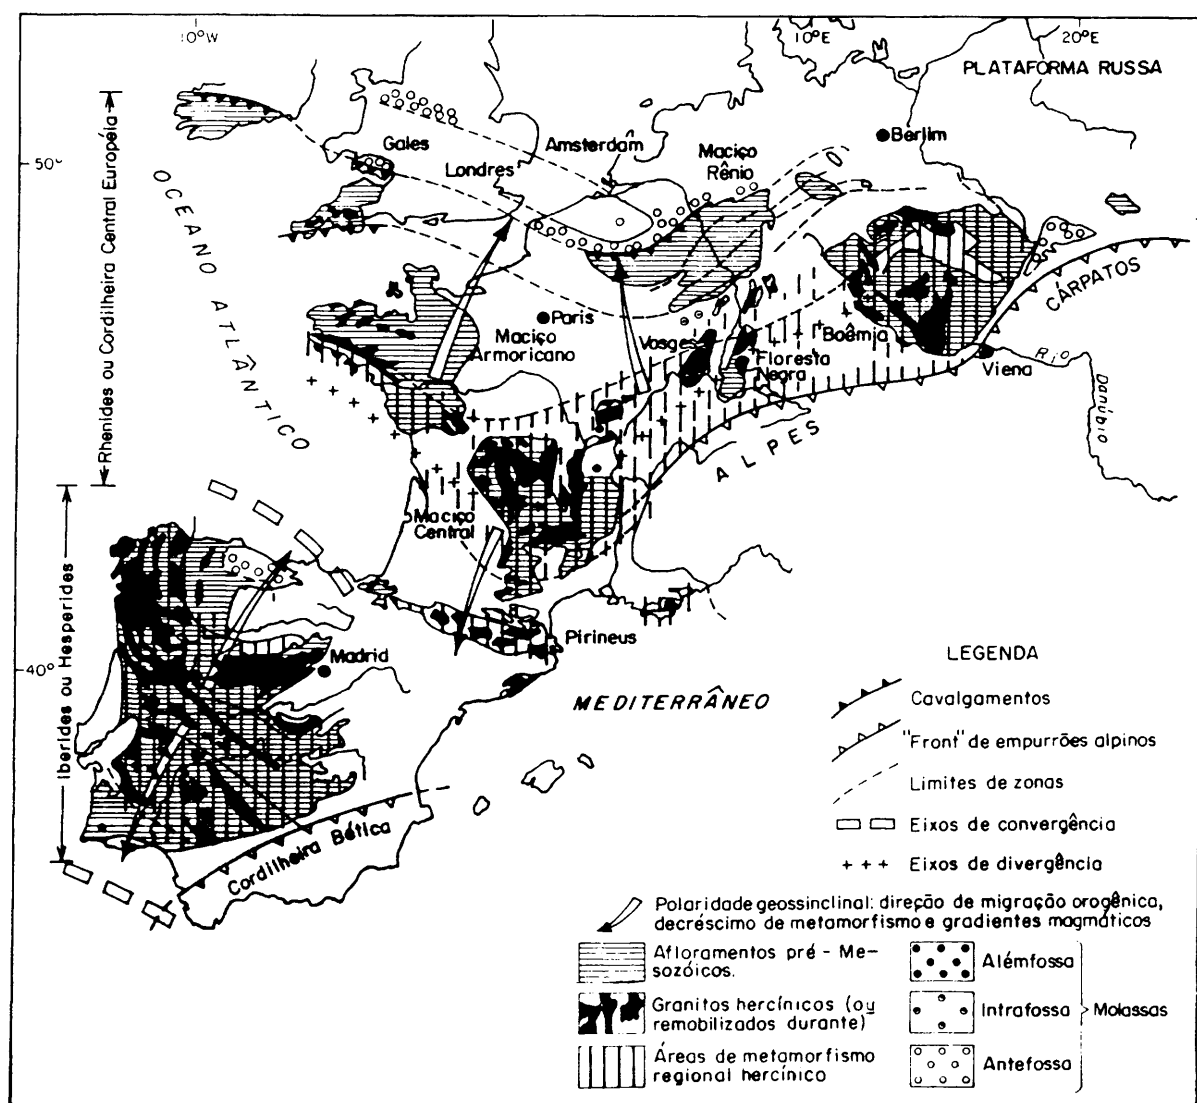 10°W
10°E
20°E
PLATAFORMA RUSSA
50°
40°
Rhenides ou Cordilheira Central Européia
Iberides ou Hesperides
OCEANO ATLÂNTICO
Gales
Londres
Amsterdâm
Maciço
Rênio
Berlim
CÁRPATOS
Paris
Maciço
Armoricano
Vosges
Floresta
Negra
Boêmia
Viena
Rio
Danúbio
ALPES
Maciço
Central
Pirineus
Madrid
MEDITERRÂNEO
Cordilheira Bética
LEGENDA
Cavalgamentos
"Front" de empurrões alpinos
Limites de zonas
Eixos de convergência
+ + + Eixos de divergência
Polaridade geossinclinal: direção de migração orogênica,
decréscimo de metamorfismo e gradientes magmáticos
Afloramentos pré - Me-
sozóicos.
Granitos hercínicos (ou
remobilizados durante)
Áreas de metamorfismo
regional hercínico
Alémfossa
Intrafossa
Antefossa
Molassas